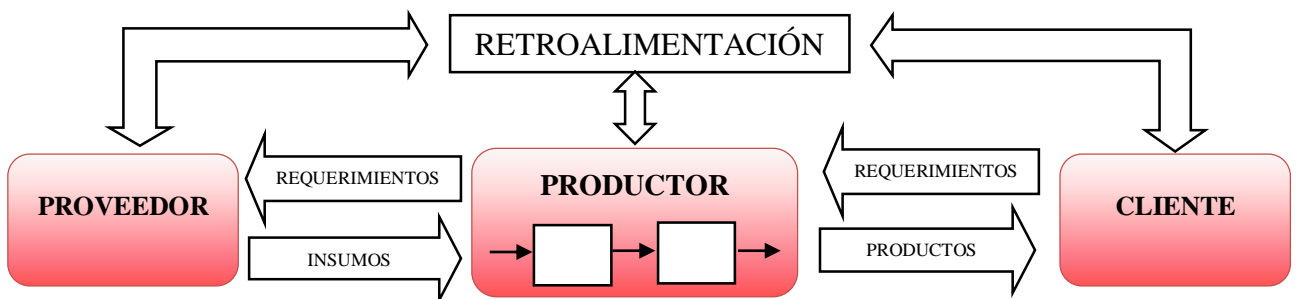 RETROALIMENTACIÓN
REQUERIMIENTOS
REQUERIMIENTOS
PROVEEDOR
PRODUCTOR
CLIENTE
INSUMOS
PRODUCTOS